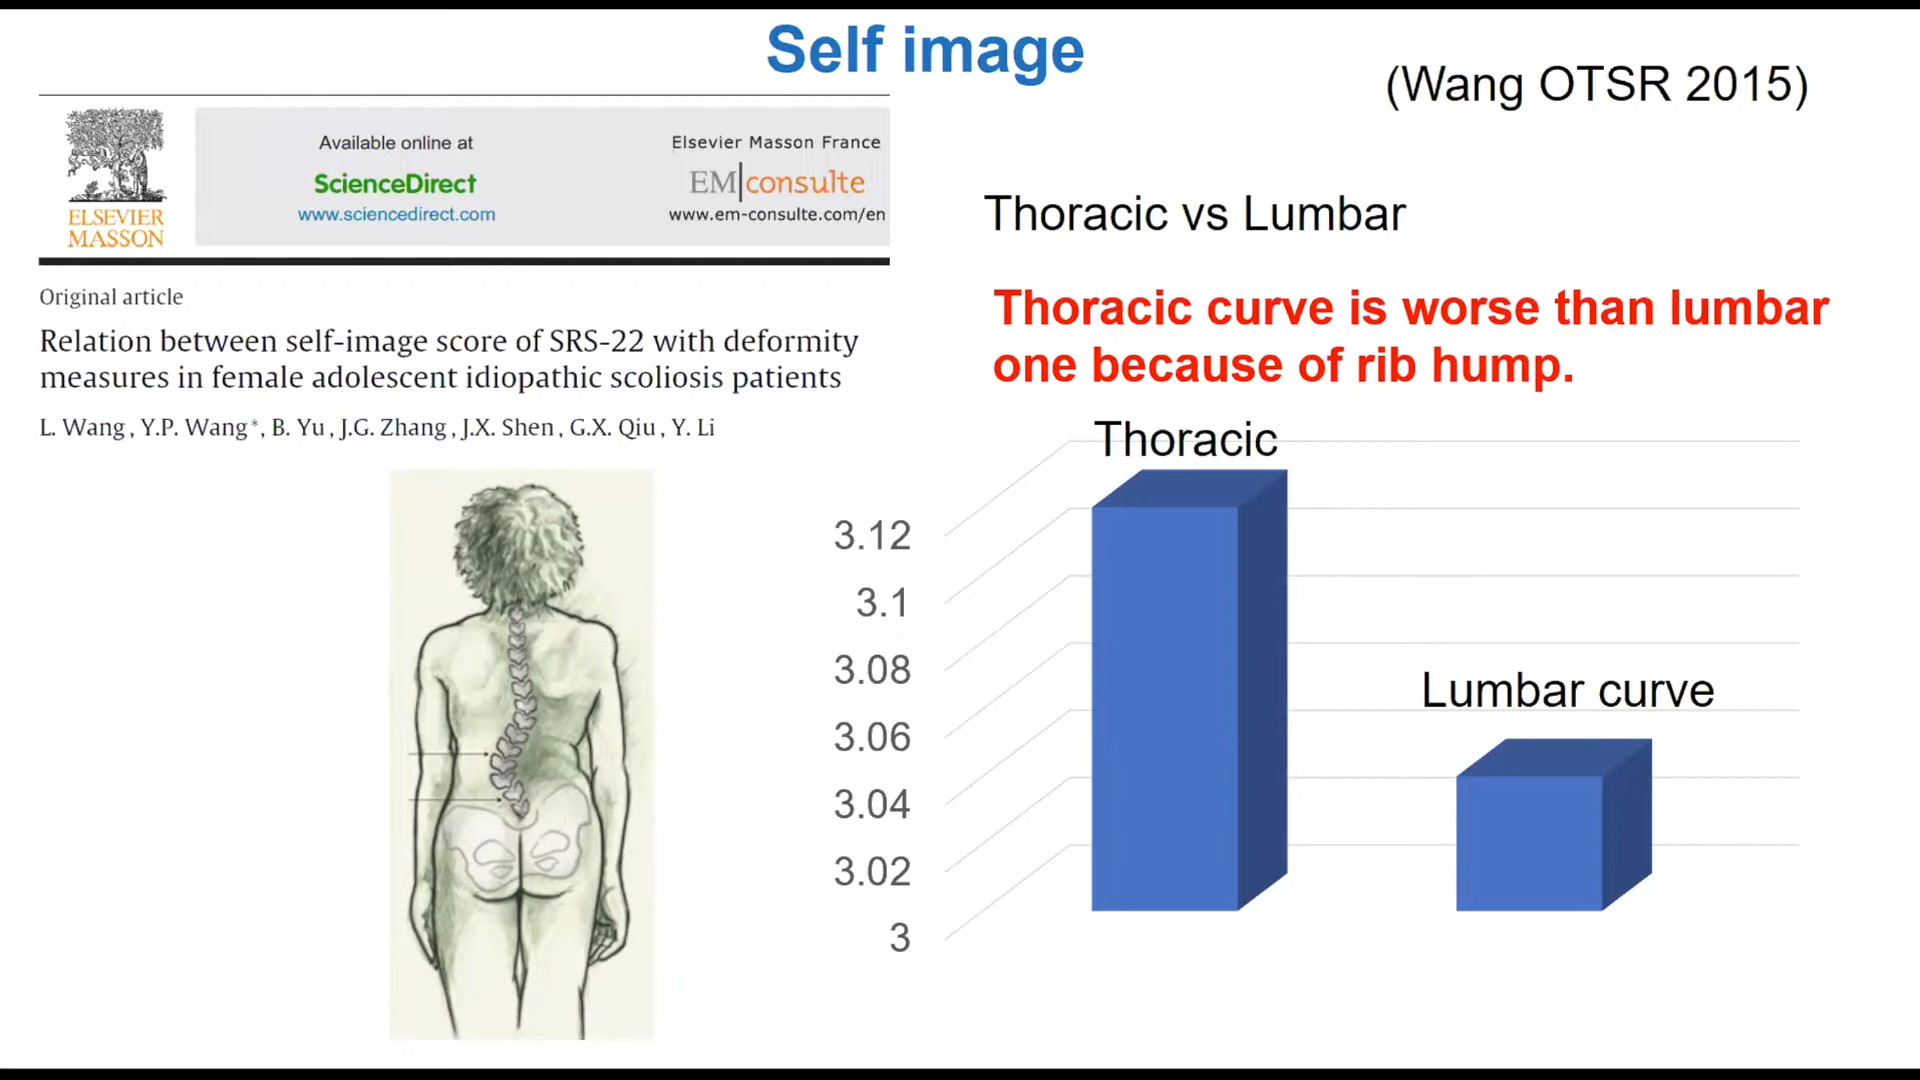 Self image
(Wang OTSR 2015)
ELSEVIER
MASSON
Available online at
ScienceDirect
www.sciencedirect.com
Elsevier Masson France
EM|consulte
www.em-consulte.com/en
Original article
Relation between self-image score of SRS-22 with deformity
measures in female adolescent idiopathic scoliosis patients
L. Wang, Y.P. Wang*, B. Yu, J.G. Zhang, J.X. Shen, G.X. Qiu, Y. Li
Thoracic vs Lumbar
Thoracic curve is worse than lumbar
one because of rib hump.
Thoracic
Lumbar curve
3.12
3.1
3.08
3.06
3.04
3.02
3